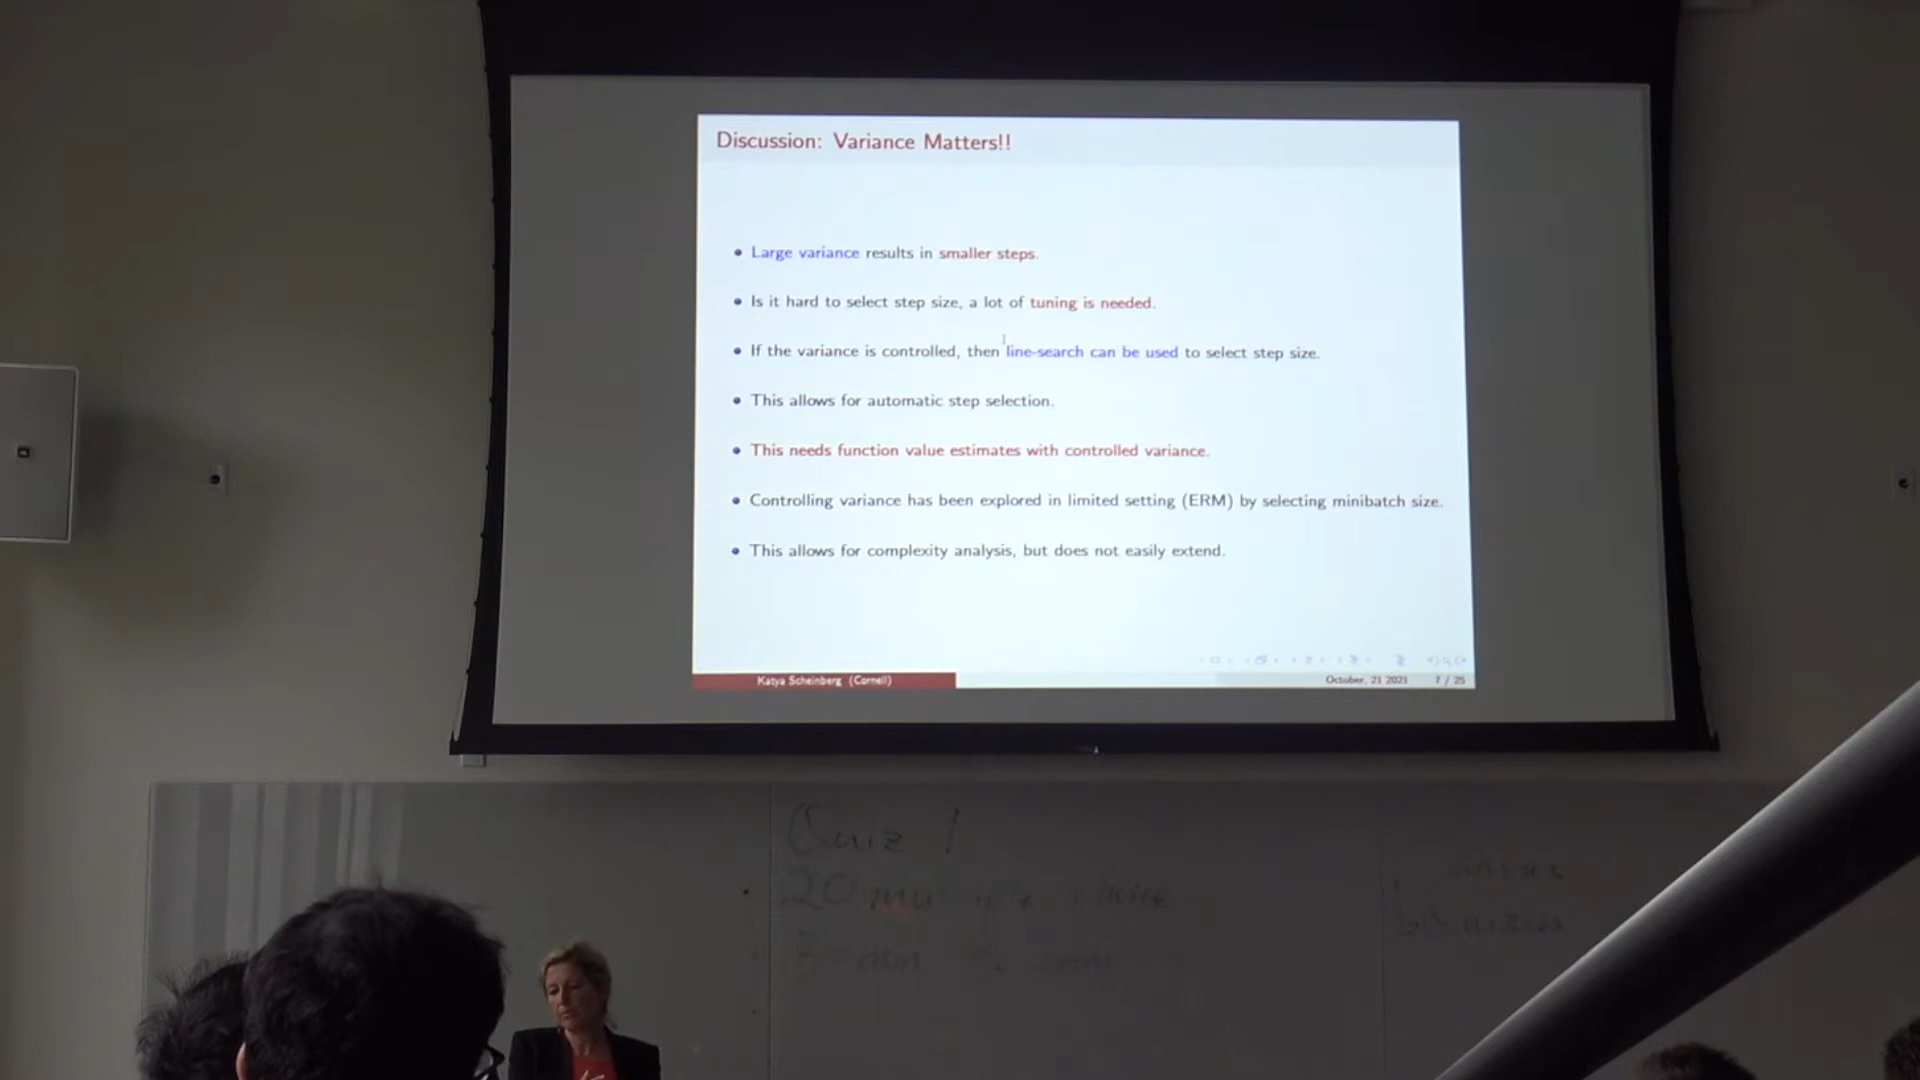 Discussion: Variance Matters!!
Large variance results in smaller steps.
Is it hard to select step size, a lot of tuning is needed.
If the variance is controlled, then line-search can be used to select step size.
This allows for automatic step selection.
This needs function value estimates with controlled variance.
Controlling variance has been explored in limited setting (ERM) by selecting minibatch size.
This allows for complexity analysis, but does not easily extend.
Katya Scheinberg (Cornell)
October, 21 2021
7 / 25
Quiz 1
20